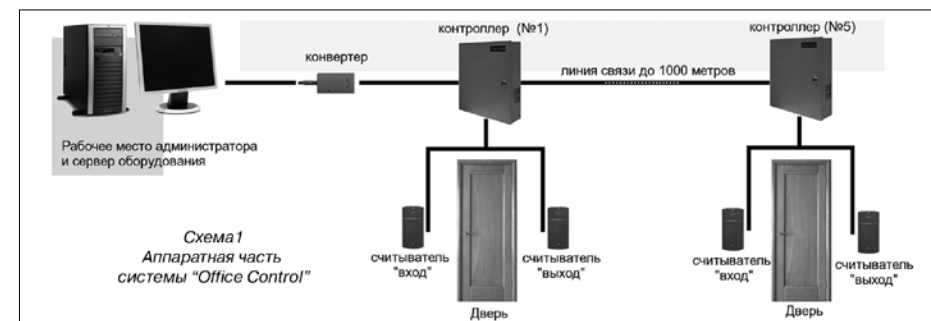 контроллер (№1)
контроллер (№5)
конвертер
линия связи до 1000 метров
Рабочее место администратора
и сервер оборудования
Схема1
Аппаратная часть
системы “Office Control”
считыватель
"вход"
считыватель
"выход"
Дверь
считыватель
"вход"
считыватель
"выход"
Дверь